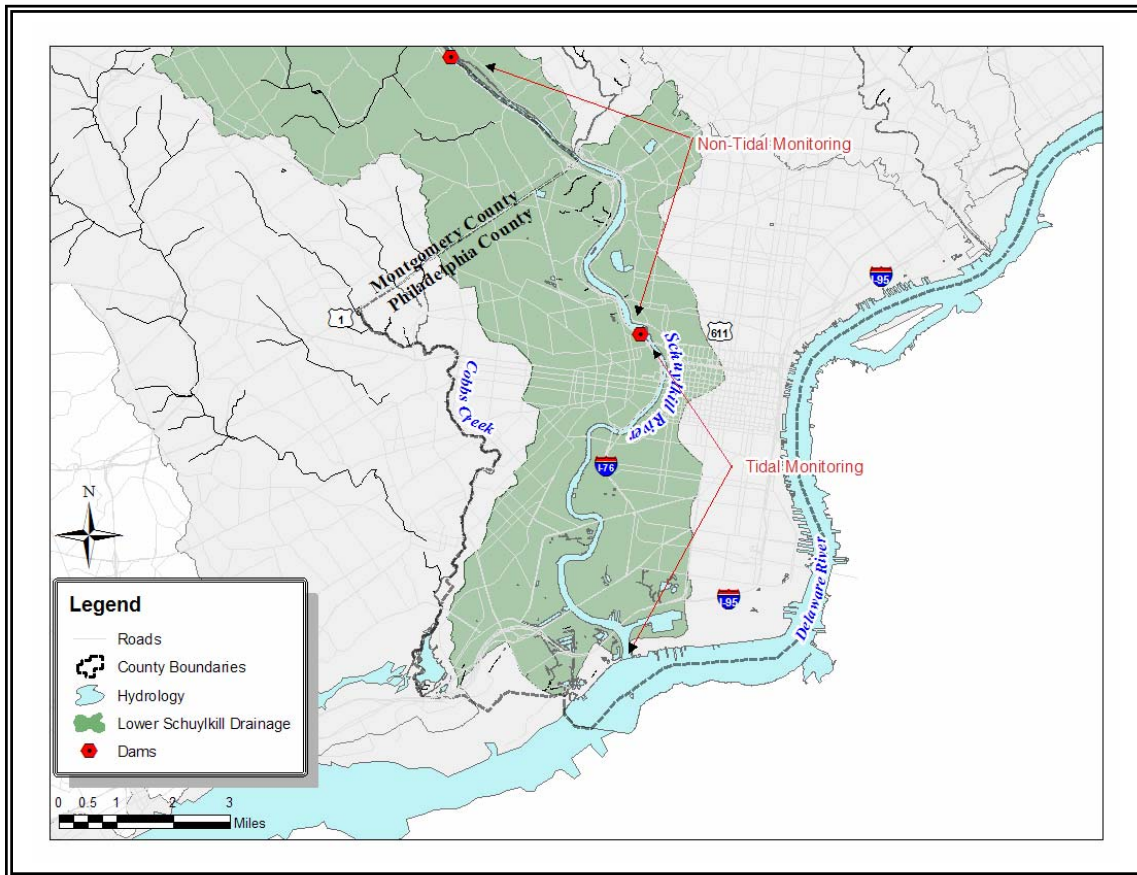 Non-Tidal Monitoring
Montgomery County
Philadelphia County
I-95
1
611
Schuylkill River
Cobbs Creek
I-76
Tidal Monitoring
N
Delaware River
I-95
Legend
Roads
County Boundaries
Hydrology
Lower Schuylkill Drainage
Dams
0 0.5 1 2 3
Miles